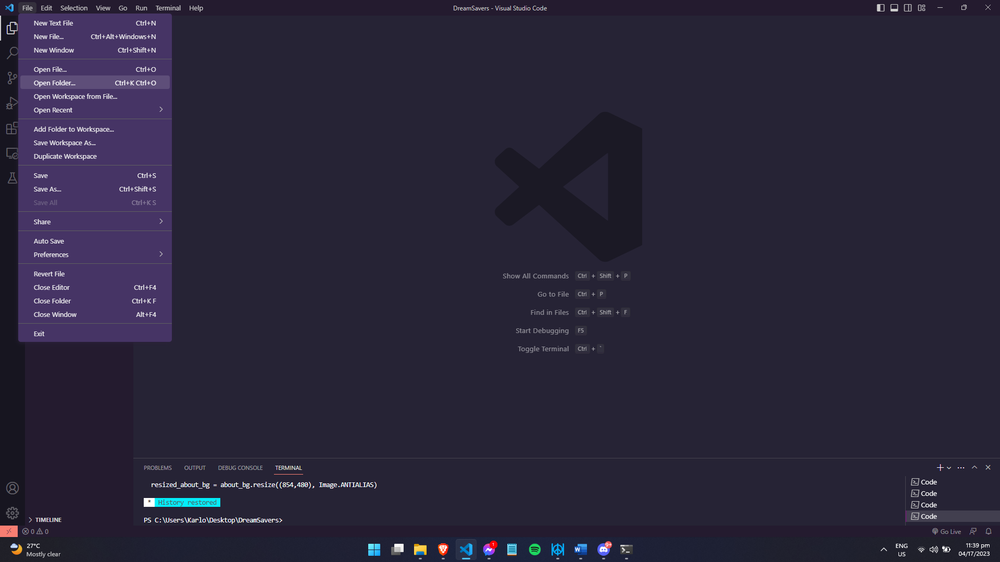 File Edit Selection View Go Run Terminal Help
DreamSavers - Visual Studio Code
New Text File Ctrl+N
New File... Ctrl+Alt+Windows+N
New Window Ctrl+Shift+N
Open File... Ctrl+O
Open Folder... Ctrl+K Ctrl+O
Open Workspace from File...
Open Recent
Add Folder to Workspace...
Save Workspace As...
Duplicate Workspace
Save Ctrl+S
Save As... Ctrl+Shift+S
Save All Ctrl+K S
Share
Auto Save
Preferences
Revert File
Close Editor Ctrl+F4
Close Folder Ctrl+K F
Close Window Alt+F4
Exit
Show All Commands Ctrl + Shift + P
Go to File Ctrl + P
Find in Files Ctrl + Shift + F
Start Debugging F5
Toggle Terminal Ctrl + `
PROBLEMS OUTPUT DEBUG CONSOLE TERMINAL
resized_about_bg = about_bg.resize((854,480), Image.ANTIALIAS)
* History restored
PS C:\Users\Karlo\Desktop\DreamSavers>
Code
Code
Code
Code
TIMELINE
0 0
Go Live
27°C
Mostly clear
1
W
9+
ENG
US
11:39 pm
04/17/2023